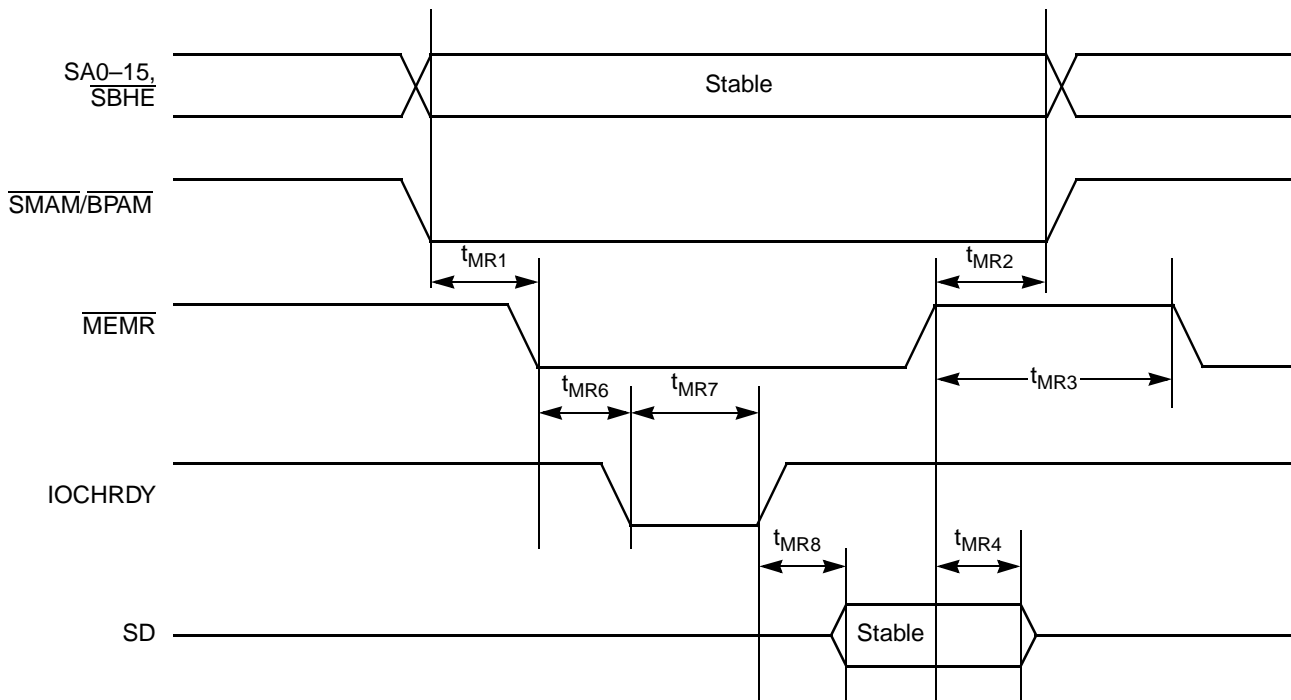 SA0–15,
SBHE
Stable
SMAM/BPAM
tMR1
tMR2
MEMR
tMR3
tMR6
tMR7
IOCHRDY
tMR8
tMR4
SD
Stable